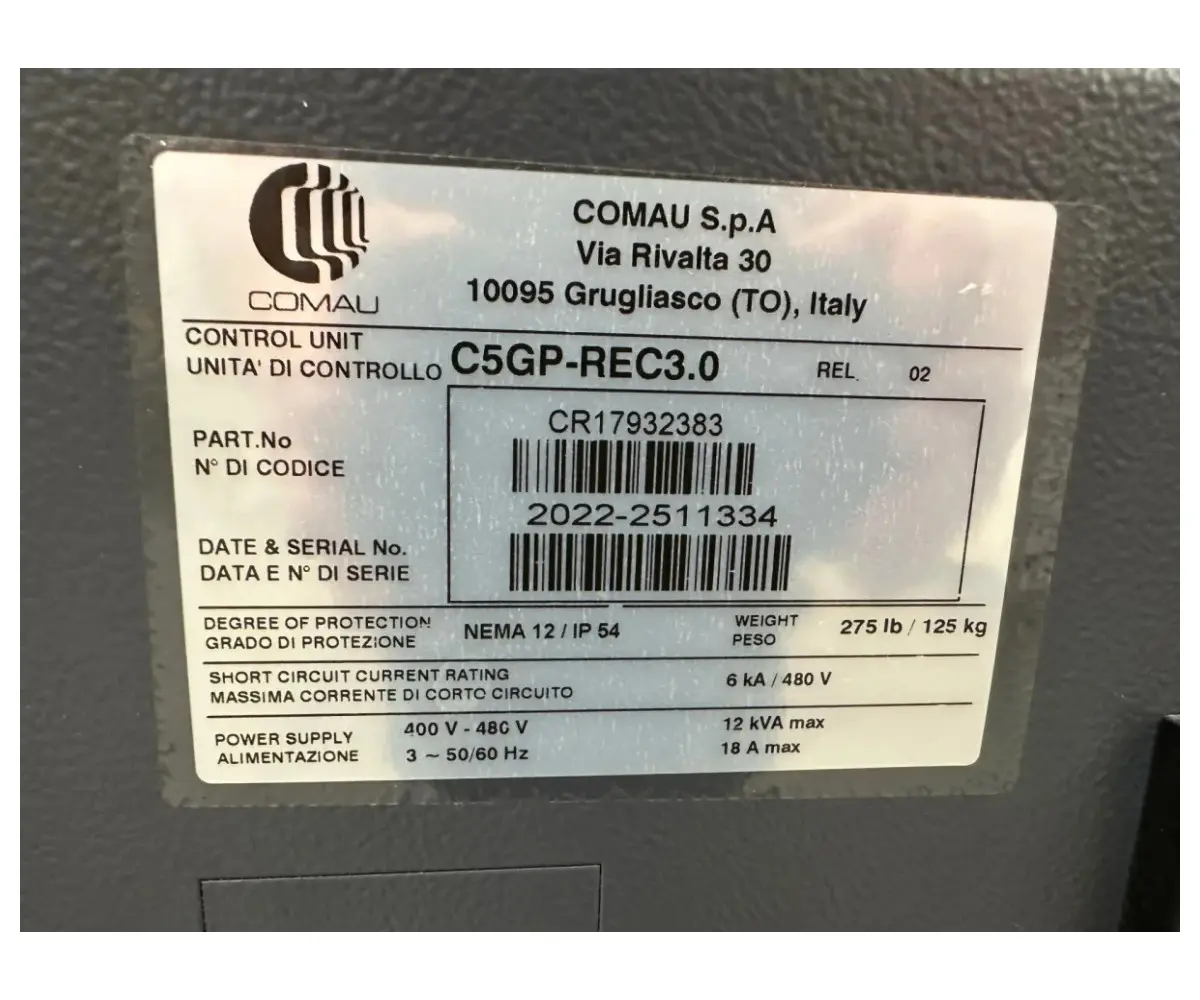 COMAU
COMAU S.p.A
Via Rivalta 30
10095 Grugliasco (TO), Italy
CONTROL UNIT
UNITA' DI CONTROLLO C5GP-REC3.0 REL. 02
PART.No
N° DI CODICE
CR17932383
2022-2511334
DATE & SERIAL No.
DATA E N° DI SERIE
DEGREE OF PROTECTION
GRADO DI PROTEZIONE
NEMA 12 / IP 54
WEIGHT
PESO
275 lb / 125 kg
SHORT CIRCUIT CURRENT RATING
MASSIMA CORRENTE DI CORTO CIRCUITO
6 kA / 480 V
POWER SUPPLY
ALIMENTAZIONE
400 V - 480 V
3 ~ 50/60 Hz
12 kVA max
18 A max